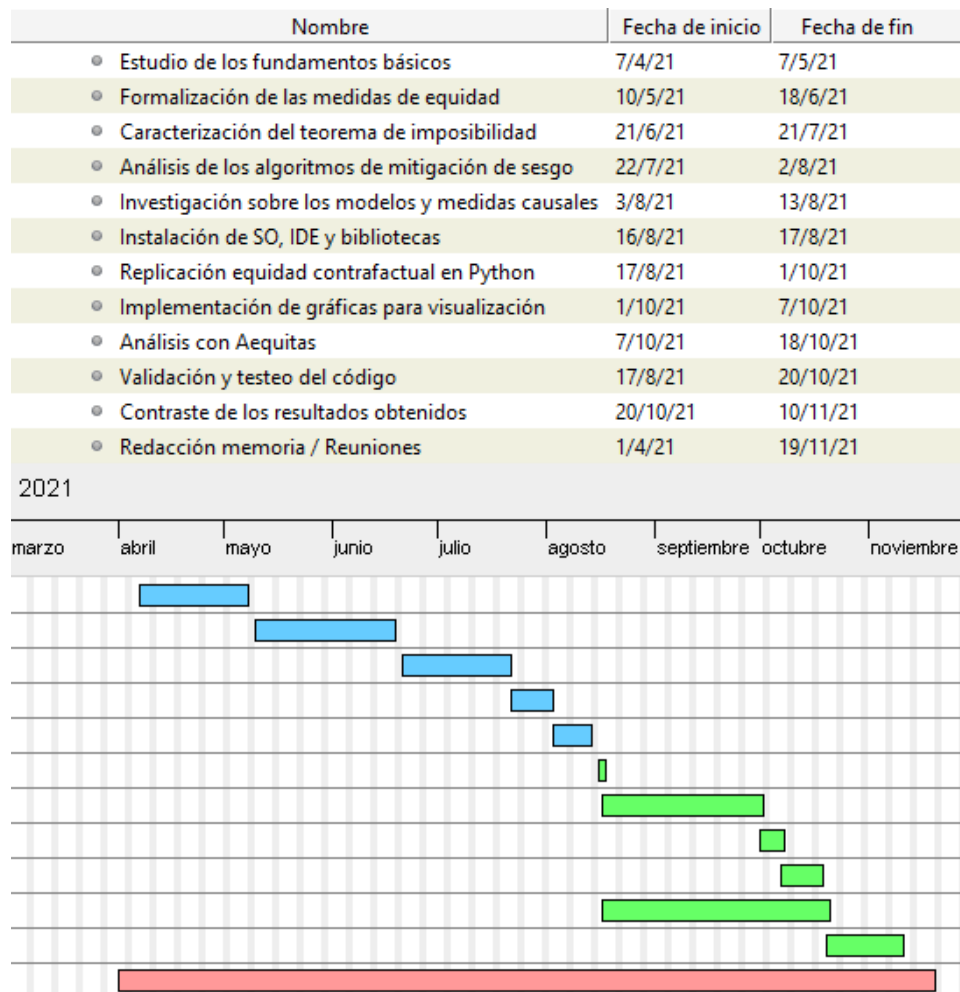 Nombre Fecha de inicio Fecha de fin
Estudio de los fundamentos básicos 7/4/21 7/5/21
Formalización de las medidas de equidad 10/5/21 18/6/21
Caracterización del teorema de imposibilidad 21/6/21 21/7/21
Análisis de los algoritmos de mitigación de sesgo 22/7/21 2/8/21
Investigación sobre los modelos y medidas causales 3/8/21 13/8/21
Instalación de SO, IDE y bibliotecas 16/8/21 17/8/21
Replicación equidad contrafactual en Python 17/8/21 1/10/21
Implementación de gráficas para visualización 1/10/21 7/10/21
Análisis con Aequitas 7/10/21 18/10/21
Validación y testeo del código 17/8/21 20/10/21
Contraste de los resultados obtenidos 20/10/21 10/11/21
Redacción memoria / Reuniones 1/4/21 19/11/21
2021
marzo abril mayo junio julio agosto septiembre octubre noviembre